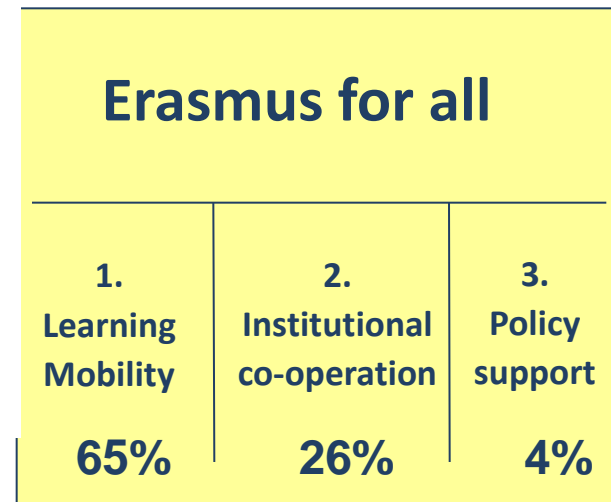 Erasmus for all
1. 2. 3.
Learning Institutional Policy
Mobility co-operation support
65% 26% 4%